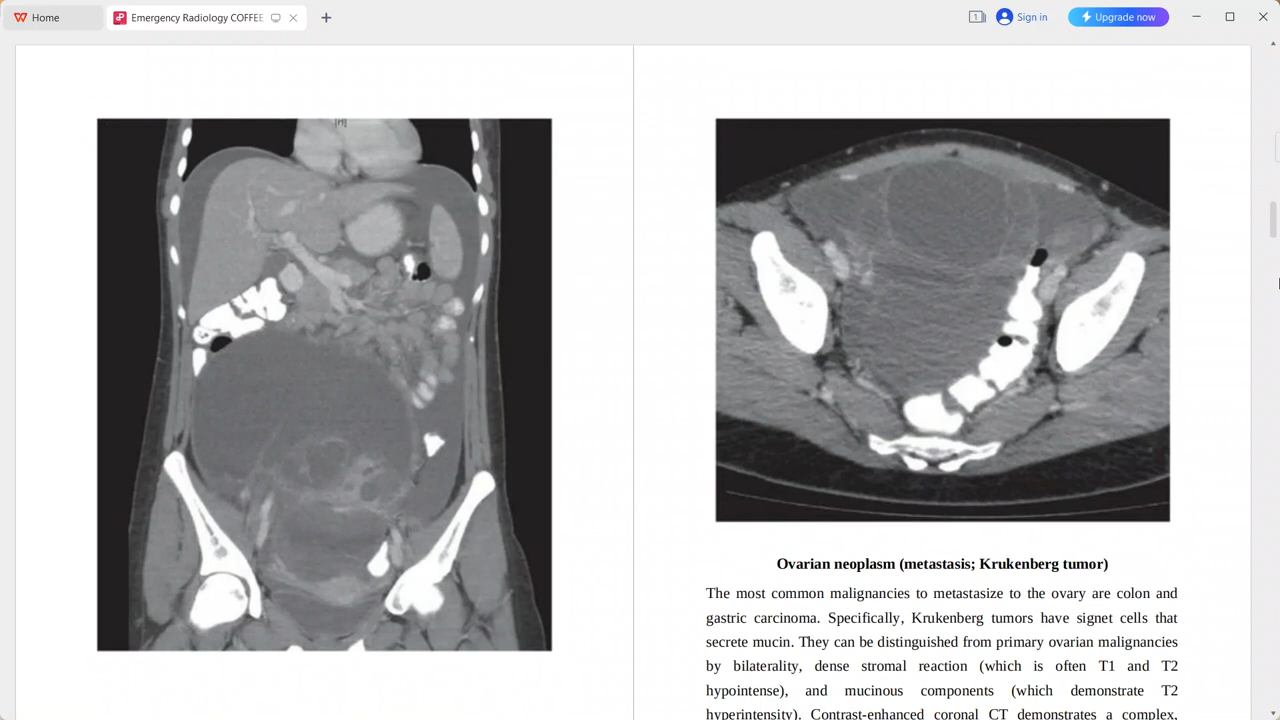 Home
Emergency Radiology COFFEE
1
Sign in
Upgrade now
[H]
Ovarian neoplasm (metastasis; Krukenberg tumor)
The most common malignancies to metastasize to the ovary are colon and
gastric carcinoma. Specifically, Krukenberg tumors have signet cells that
secrete mucin. They can be distinguished from primary ovarian malignancies
by bilaterality, dense stromal reaction (which is often T1 and T2
hypointense), and mucinous components (which demonstrate T2
hyperintensity). Contrast-enhanced coronal CT demonstrates a complex,